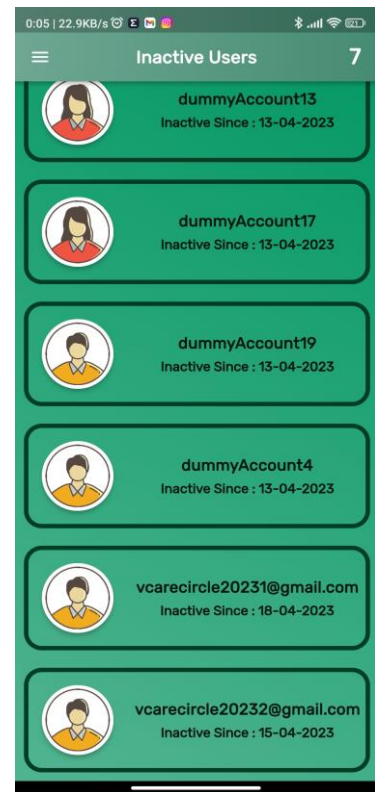 0:05 | 22.9KB/s
Inactive Users 7
dummyAccount13
Inactive Since : 13-04-2023
dummyAccount17
Inactive Since : 13-04-2023
dummyAccount19
Inactive Since : 13-04-2023
dummyAccount4
Inactive Since : 13-04-2023
vcarecircle20231@gmail.com
Inactive Since : 18-04-2023
vcarecircle20232@gmail.com
Inactive Since : 15-04-2023